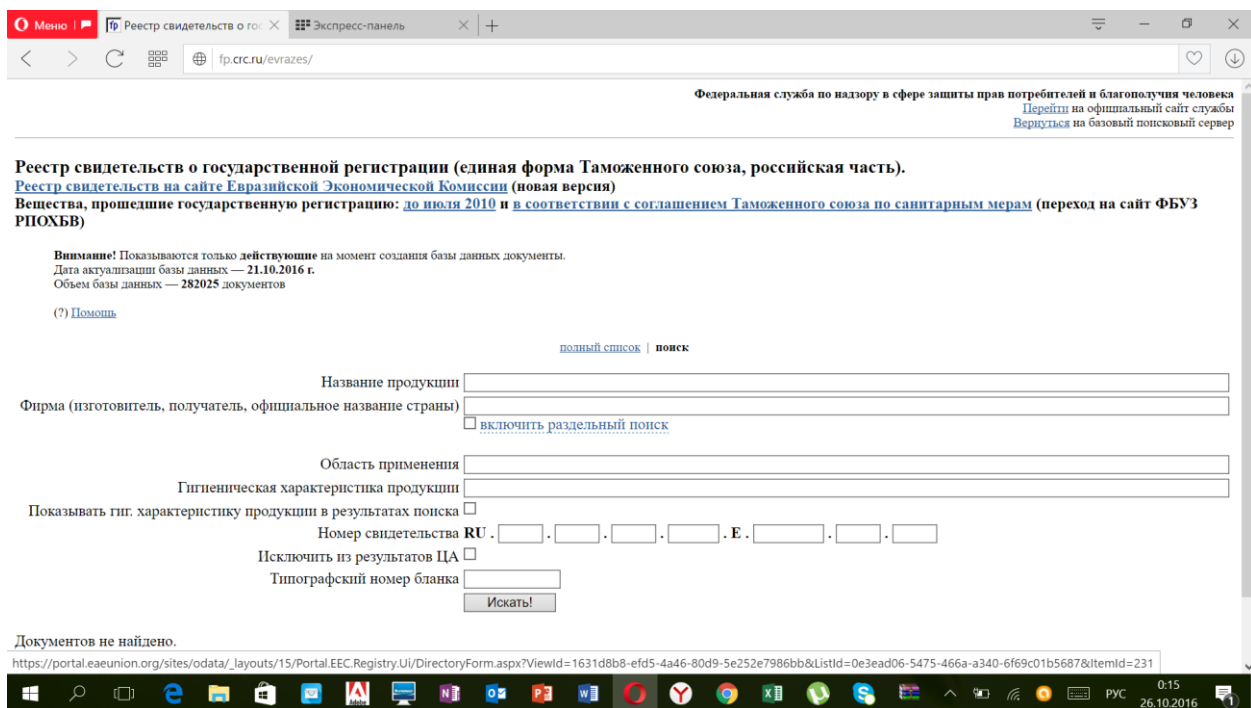 Меню
Реестр свидетельств о гос
Экспресс-панель
fp.crc.ru/evrazes/
Федеральная служба по надзору в сфере защиты прав потребителей и благополучия человека
Перейти на официальный сайт службы
Вернуться на базовый поисковый сервер
Реестр свидетельств о государственной регистрации (единая форма Таможенного союза, российская часть).
Реестр свидетельств на сайте Евразийской Экономической Комиссии (новая версия)
Вещества, прошедшие государственную регистрацию: до июля 2010 и в соответствии с соглашением Таможенного союза по санитарным мерам (переход на сайт ФБУЗ
РПОХБВ)
Внимание! Показываются только действующие на момент создания базы данных документы.
Дата актуализации базы данных — 21.10.2016 г.
Объем базы данных — 282025 документов
(?) Помощь
полный список | поиск
Название продукции
Фирма (изготовитель, получатель, официальное название страны)
включить раздельный поиск
Область применения
Гигиеническая характеристика продукции
Показывать гиг. характеристику продукции в результатах поиска
Номер свидетельства RU . . . . . E . . .
Исключить из результатов ЦА
Типографский номер бланка
Искать!
Документов не найдено.
https://portal.eaeunion.org/sites/odata/_layouts/15/Portal.EEC.Registry.Ui/DirectoryForm.aspx?ViewId=1631d8b8-efd5-4a46-80d9-5e252e7986bb&ListId=0e3ead06-5475-466a-a340-6f69c01b5687&ItemId=231
РУС
0:15
26.10.2016